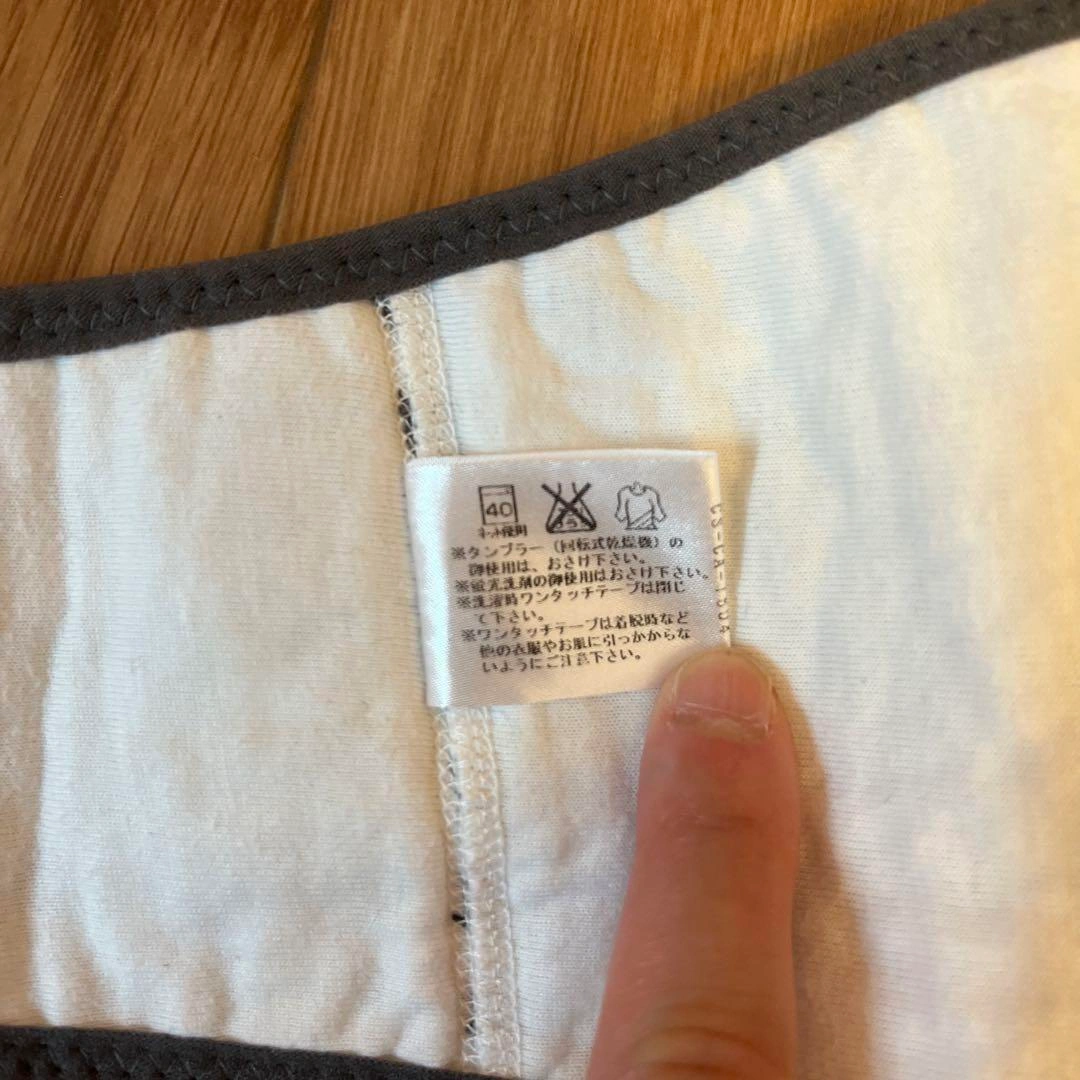 40
ネット使用
※タンブラー(回転式乾燥機)の
御使用は、おさけ下さい。
※蛍光洗剤の御使用はおさけ下さい。
※洗濯時ワンタッチテープは閉じ
て下さい。
※ワンタッチテープは着脱時など
他の衣服やお肌に引っかからな
いようにご注意下さい。